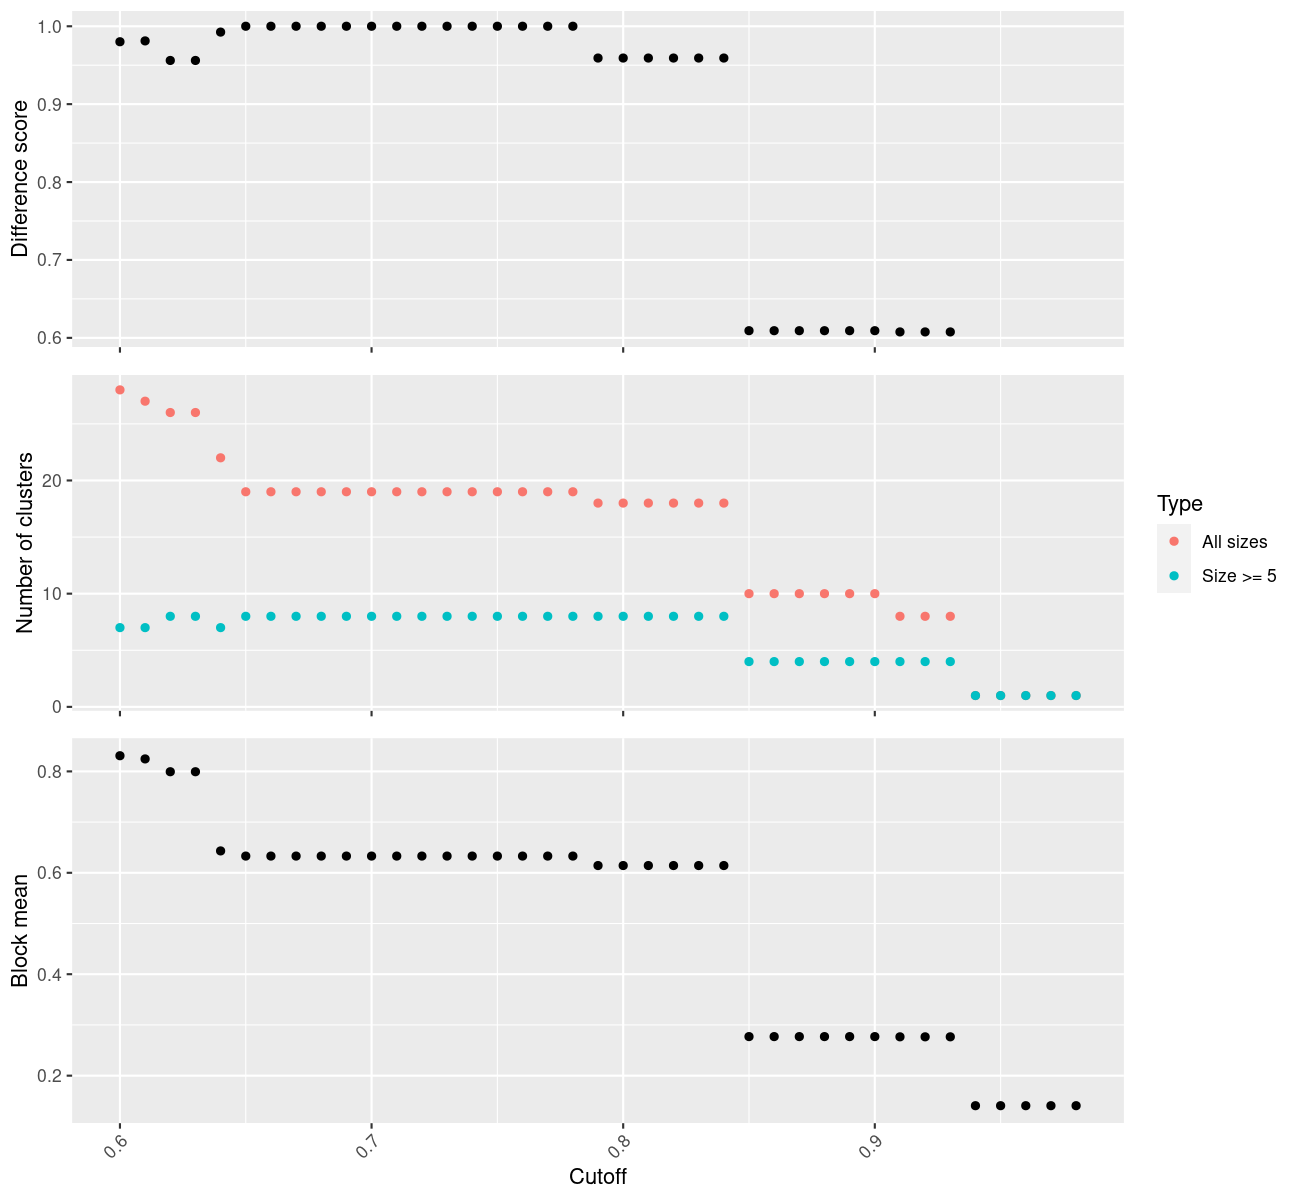 Difference score
1.0
0.9
0.8
0.7
0.6
Number of clusters
20
10
0
Type
All sizes
Size >= 5
Block mean
0.8
0.6
0.4
0.2
0.6 0.7 0.8 0.9
Cutoff